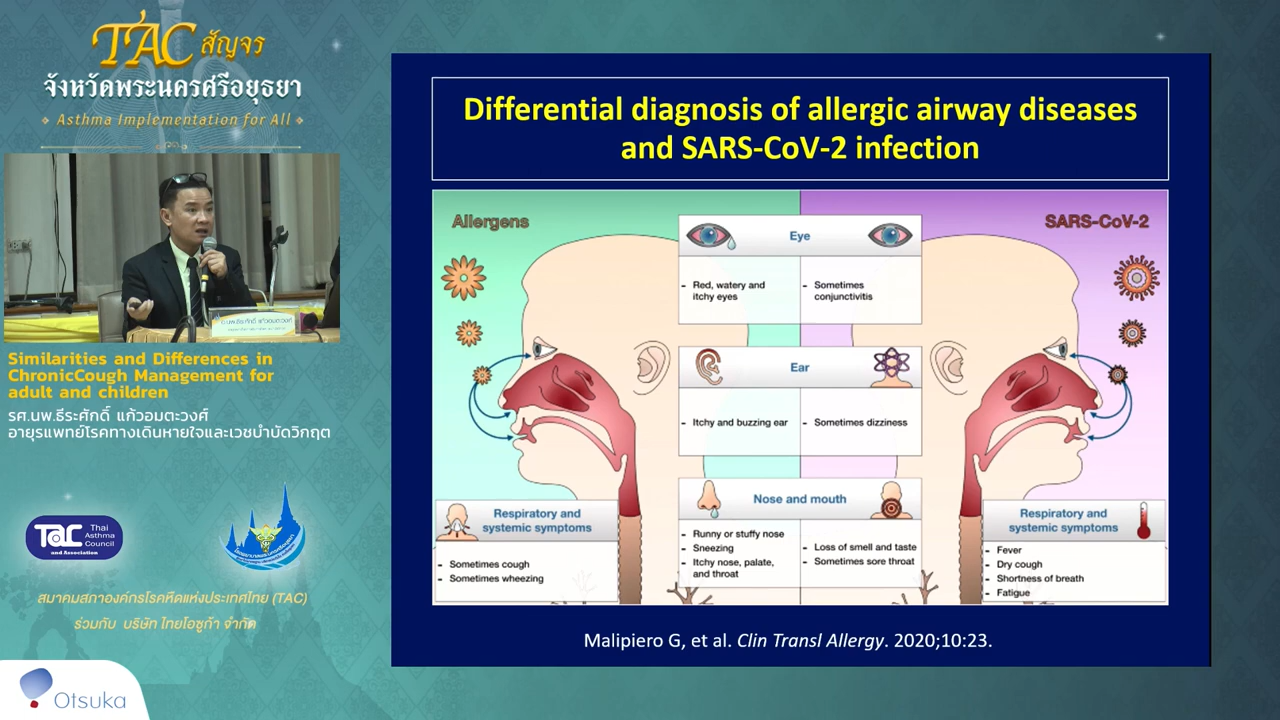 TAC สัญจร
จังหวัดพระนครศรีอยุธยา
Asthma Implementation for All
Similarities and Differences in
ChronicCough Management for
adult and children
รศ.นพ.ธีระศักดิ์ แก้วอมตะวงศ์
อายุรแพทย์โรคทางเดินหายใจและเวชบำบัดวิกฤต
TAC
Thai
Asthma
Council
and Association
สมาคมสภาองค์กรโรคหืดแห่งประเทศไทย (TAC)
ร่วมกับ บริษัท ไทยโอซูก้า จำกัด
Otsuka
Differential diagnosis of allergic airway diseases
and SARS-CoV-2 infection
Allergens
SARS-CoV-2
Eye
- Red, watery and
itchy eyes
- Sometimes
conjunctivitis
Ear
- Itchy and buzzing ear
- Sometimes dizziness
Nose and mouth
- Runny or stuffy nose
- Sneezing
- Itchy nose, palate,
and throat
- Loss of smell and taste
- Sometimes sore throat
Respiratory and
systemic symptoms
- Sometimes cough
- Sometimes wheezing
Respiratory and
systemic symptoms
- Fever
- Dry cough
- Shortness of breath
- Fatigue
Malipiero G, et al. Clin Transl Allergy. 2020;10:23.